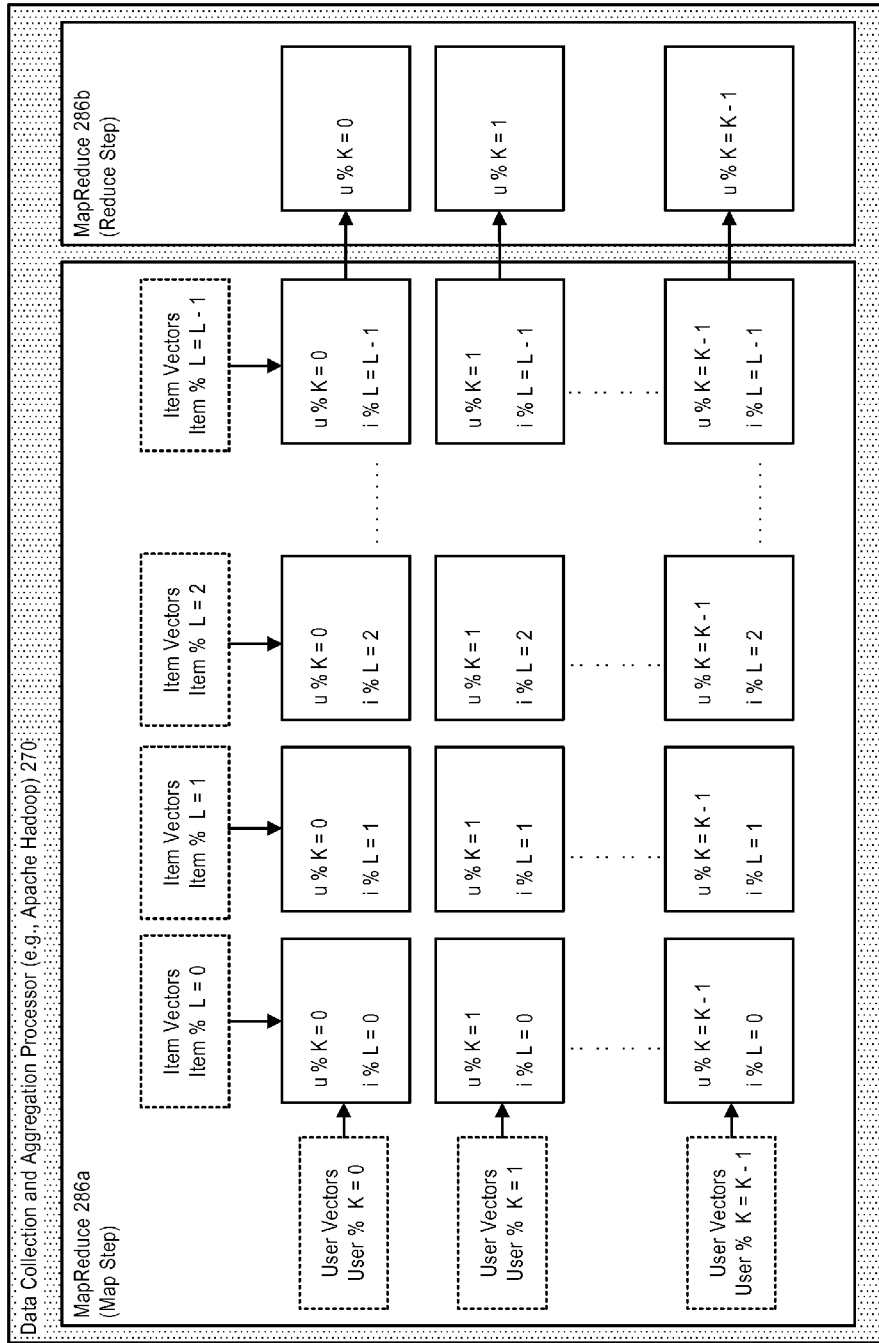 Data Collection and Aggregation Processor (e.g., Apache Hadoop) 270
MapReduce 286a
(Map Step)
Item Vectors
Item % L = 0
Item Vectors
Item % L = 1
Item Vectors
Item % L = 2
Item Vectors
Item % L = L - 1
User Vectors
User % K = 0
u % K = 0
i % L = 0
u % K = 0
i % L = 1
u % K = 0
i % L = 2
u % K = 0
i % L = L - 1
User Vectors
User % K = 1
u % K = 1
i % L = 0
u % K = 1
i % L = 1
u % K = 1
i % L = 2
u % K = 1
i % L = L - 1
User Vectors
User % K = K - 1
u % K = K - 1
i % L = 0
u % K = K - 1
i % L = 1
u % K = K - 1
i % L = 2
u % K = K - 1
i % L = L - 1
MapReduce 286b
(Reduce Step)
u % K = 0
u % K = 1
u % K = K - 1